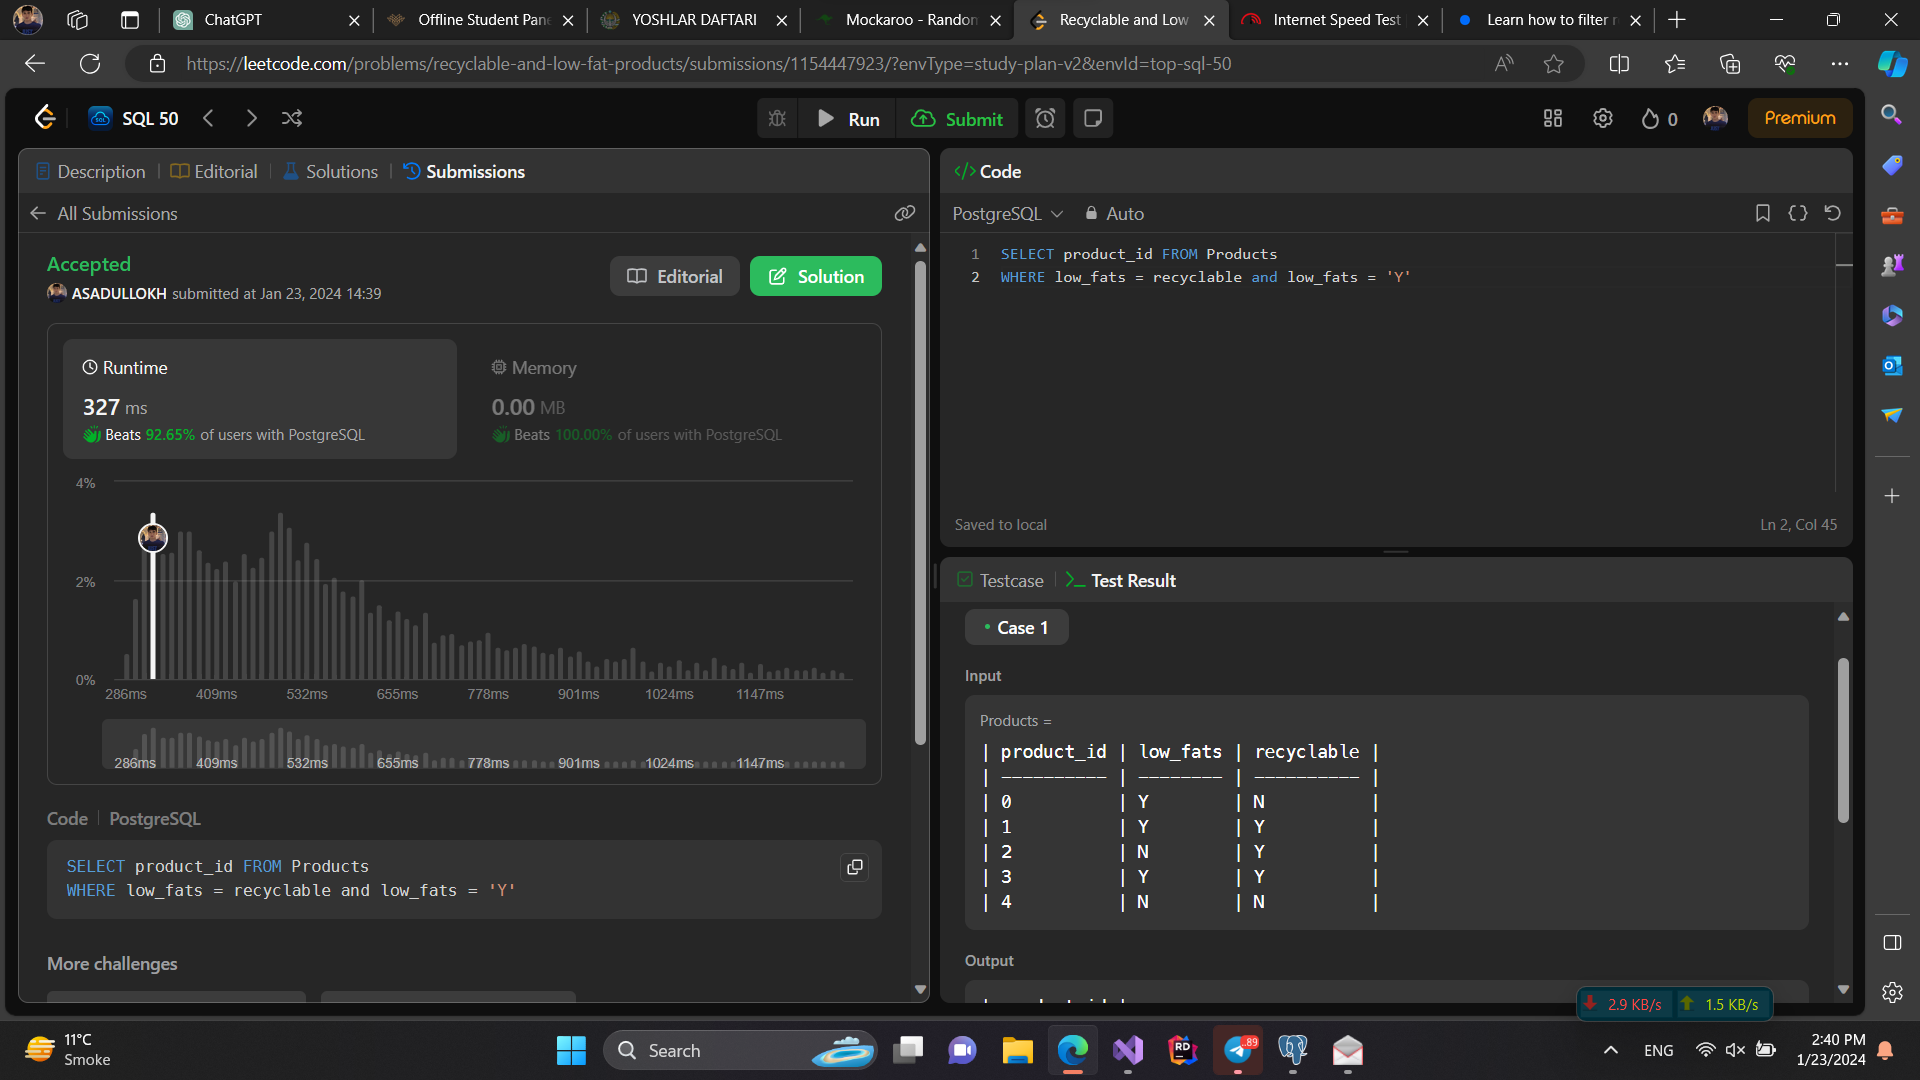 ChatGPT
Offline Student Pan
YOSHLAR DAFTARI
Mockaroo - Random
Recyclable and Low
Internet Speed Test
Learn how to filter r
https://leetcode.com/problems/recyclable-and-low-fat-products/submissions/1154447923/?envType=study-plan-v2&envId=top-sql-50
SQL 50
Run
Submit
0
Premium
Description
Editorial
Solutions
Submissions
All Submissions
Accepted
ASADULLOKH submitted at Jan 23, 2024 14:39
Editorial
Solution
Runtime
327 ms
Beats 92.65% of users with PostgreSQL
Memory
0.00 MB
Beats 100.00% of users with PostgreSQL
4%
2%
0%
286ms 409ms 532ms 655ms 778ms 901ms 1024ms 1147ms
286ms 409ms 532ms 655ms 778ms 901ms 1024ms 1147ms
Code | PostgreSQL
SELECT product_id FROM Products
WHERE low_fats = recyclable and low_fats = 'Y'
More challenges
</> Code
PostgreSQL
Auto
1 SELECT product_id FROM Products
2 WHERE low_fats = recyclable and low_fats = 'Y'
Saved to local
Ln 2, Col 45
Testcase
Test Result
Case 1
Input
Products =
| product_id | low_fats | recyclable |
| ---------- | -------- | ---------- |
| 0 | Y | N |
| 1 | Y | Y |
| 2 | N | Y |
| 3 | Y | Y |
| 4 | N | N |
Output
2.9 KB/s
1.5 KB/s
11°C
Smoke
Search
RD
.89
ENG
2:40 PM
1/23/2024